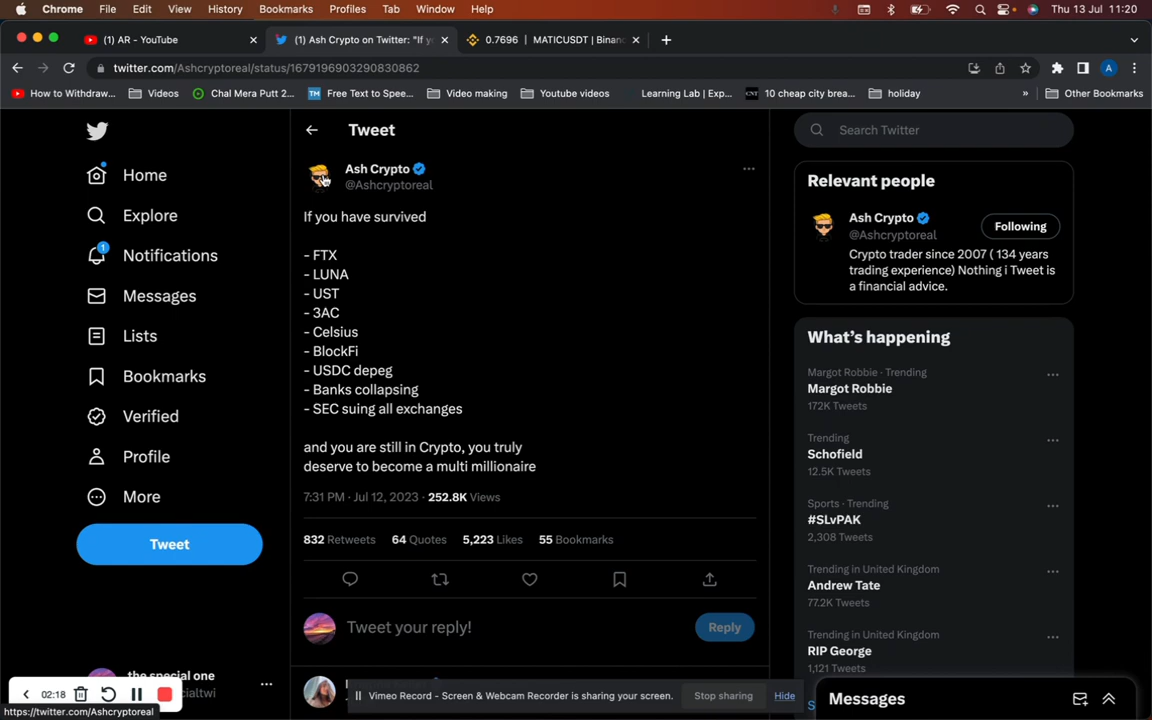 Chrome File Edit View History Bookmarks Profiles Tab Window Help Thu 13 Jul 11:20
AR - YouTube
(1) Ash Crypto on Twitter: "If y
0.7696 | MATICUSDT | Binanc
twitter.com/Ashcryptoreal/status/1679196903290830862
How to Withdraw... Videos Chal Mera Putt 2... Free Text to Spee... Video making Youtube videos Learning Lab | Exp... 10 cheap city brea... holiday » Other Bookmarks
Home
Explore
1
Notifications
Messages
Lists
Bookmarks
Verified
Profile
More
Tweet
the special one
cialtwi
02:18
https://twitter.com/Ashcryptoreal
Tweet
Ash Crypto
@Ashcryptoreal
If you have survived
- FTX
- LUNA
- UST
- 3AC
- Celsius
- BlockFi
- USDC depeg
- Banks collapsing
- SEC suing all exchanges
and you are still in Crypto, you truly
deserve to become a multi millionaire
7:31 PM · Jul 12, 2023 · 252.8K Views
832 Retweets 64 Quotes 5,223 Likes 55 Bookmarks
Tweet your reply!
Reply
Vimeo Record - Screen & Webcam Recorder is sharing your screen. Stop sharing Hide
Search Twitter
Relevant people
Ash Crypto
@Ashcryptoreal
Following
Crypto trader since 2007 ( 134 years
trading experience) Nothing i Tweet is
a financial advice.
What's happening
Margot Robbie · Trending
Margot Robbie
172K Tweets
Trending
Schofield
12.5K Tweets
Sports · Trending
#SLvPAK
2,308 Tweets
Trending in United Kingdom
Andrew Tate
77.2K Tweets
Trending in United Kingdom
RIP George
1,121 Tweets
Messages